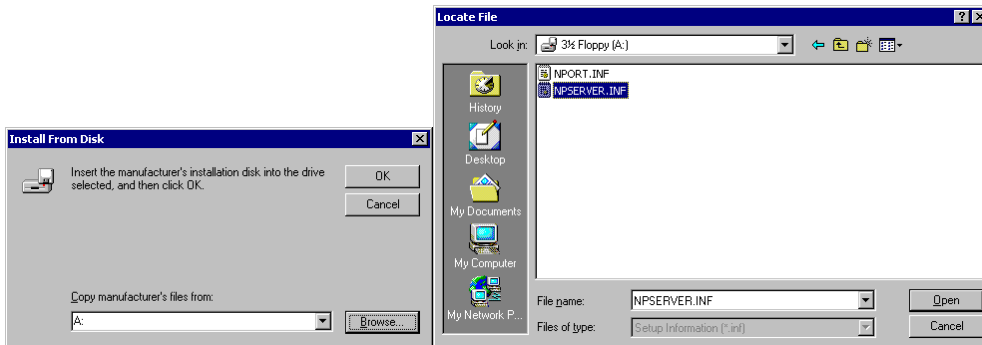 Locate File
Look in:
3½ Floppy (A:)
NPORT.INF
NPSERVER.INF
History
Desktop
My Documents
My Computer
My Network P...
File name:
NPSERVER.INF
Open
Files of type:
Setup Information (*.inf)
Cancel
Install From Disk
Insert the manufacturer's installation disk into the drive
selected, and then click OK.
OK
Cancel
Copy manufacturer's files from:
A:
Browse...